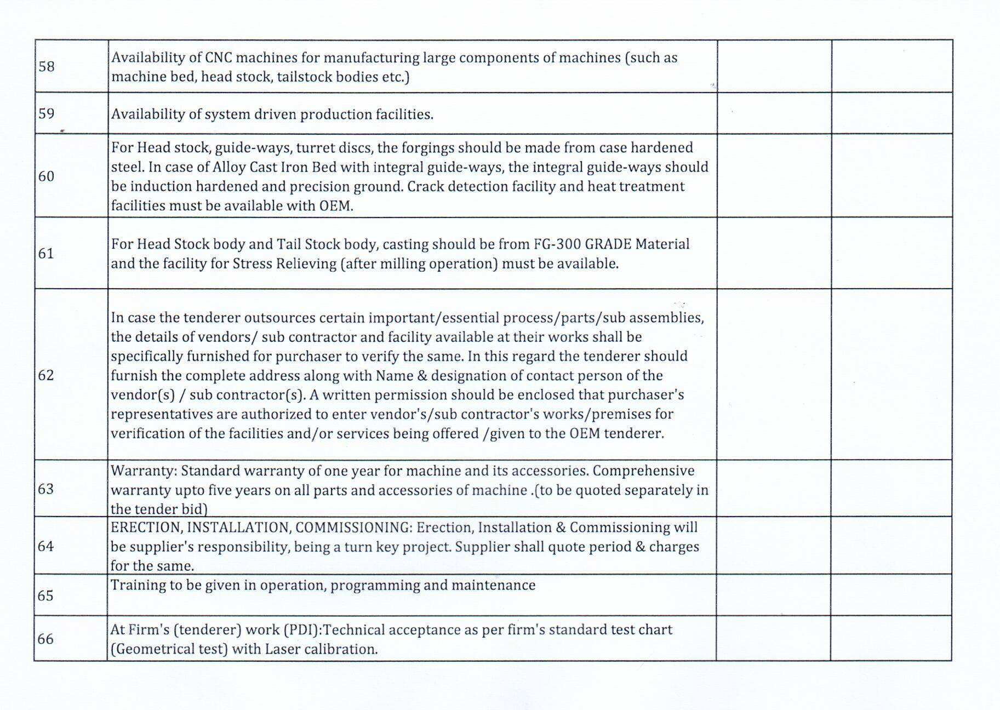 58
Availability of CNC machines for manufacturing large components of machines (such as
machine bed, head stock, tailstock bodies etc.)
59
Availability of system driven production facilities.
60
For Head stock, guide-ways, turret discs, the forgings should be made from case hardened
steel. In case of Alloy Cast Iron Bed with integral guide-ways, the integral guide-ways should
be induction hardened and precision ground. Crack detection facility and heat treatment
facilities must be available with OEM.
61
For Head Stock body and Tail Stock body, casting should be from FG-300 GRADE Material
and the facility for Stress Relieving (after milling operation) must be available.
62
In case the tenderer outsources certain important/essential process/parts/sub assemblies,
the details of vendors/ sub contractor and facility available at their works shall be
specifically furnished for purchaser to verify the same. In this regard the tenderer should
furnish the complete address along with Name & designation of contact person of the
vendor(s) / sub contractor(s). A written permission should be enclosed that purchaser's
representatives are authorized to enter vendor's/sub contractor's works/premises for
verification of the facilities and/or services being offered /given to the OEM tenderer.
63
Warranty: Standard warranty of one year for machine and its accessories. Comprehensive
warranty upto five years on all parts and accessories of machine .(to be quoted separately in
the tender bid)
64
ERECTION, INSTALLATION, COMMISSIONING: Erection, Installation & Commissioning will
be supplier's responsibility, being a turn key project. Supplier shall quote period & charges
for the same.
65
Training to be given in operation, programming and maintenance
66
At Firm's (tenderer) work (PDI):Technical acceptance as per firm's standard test chart
(Geometrical test) with Laser calibration.